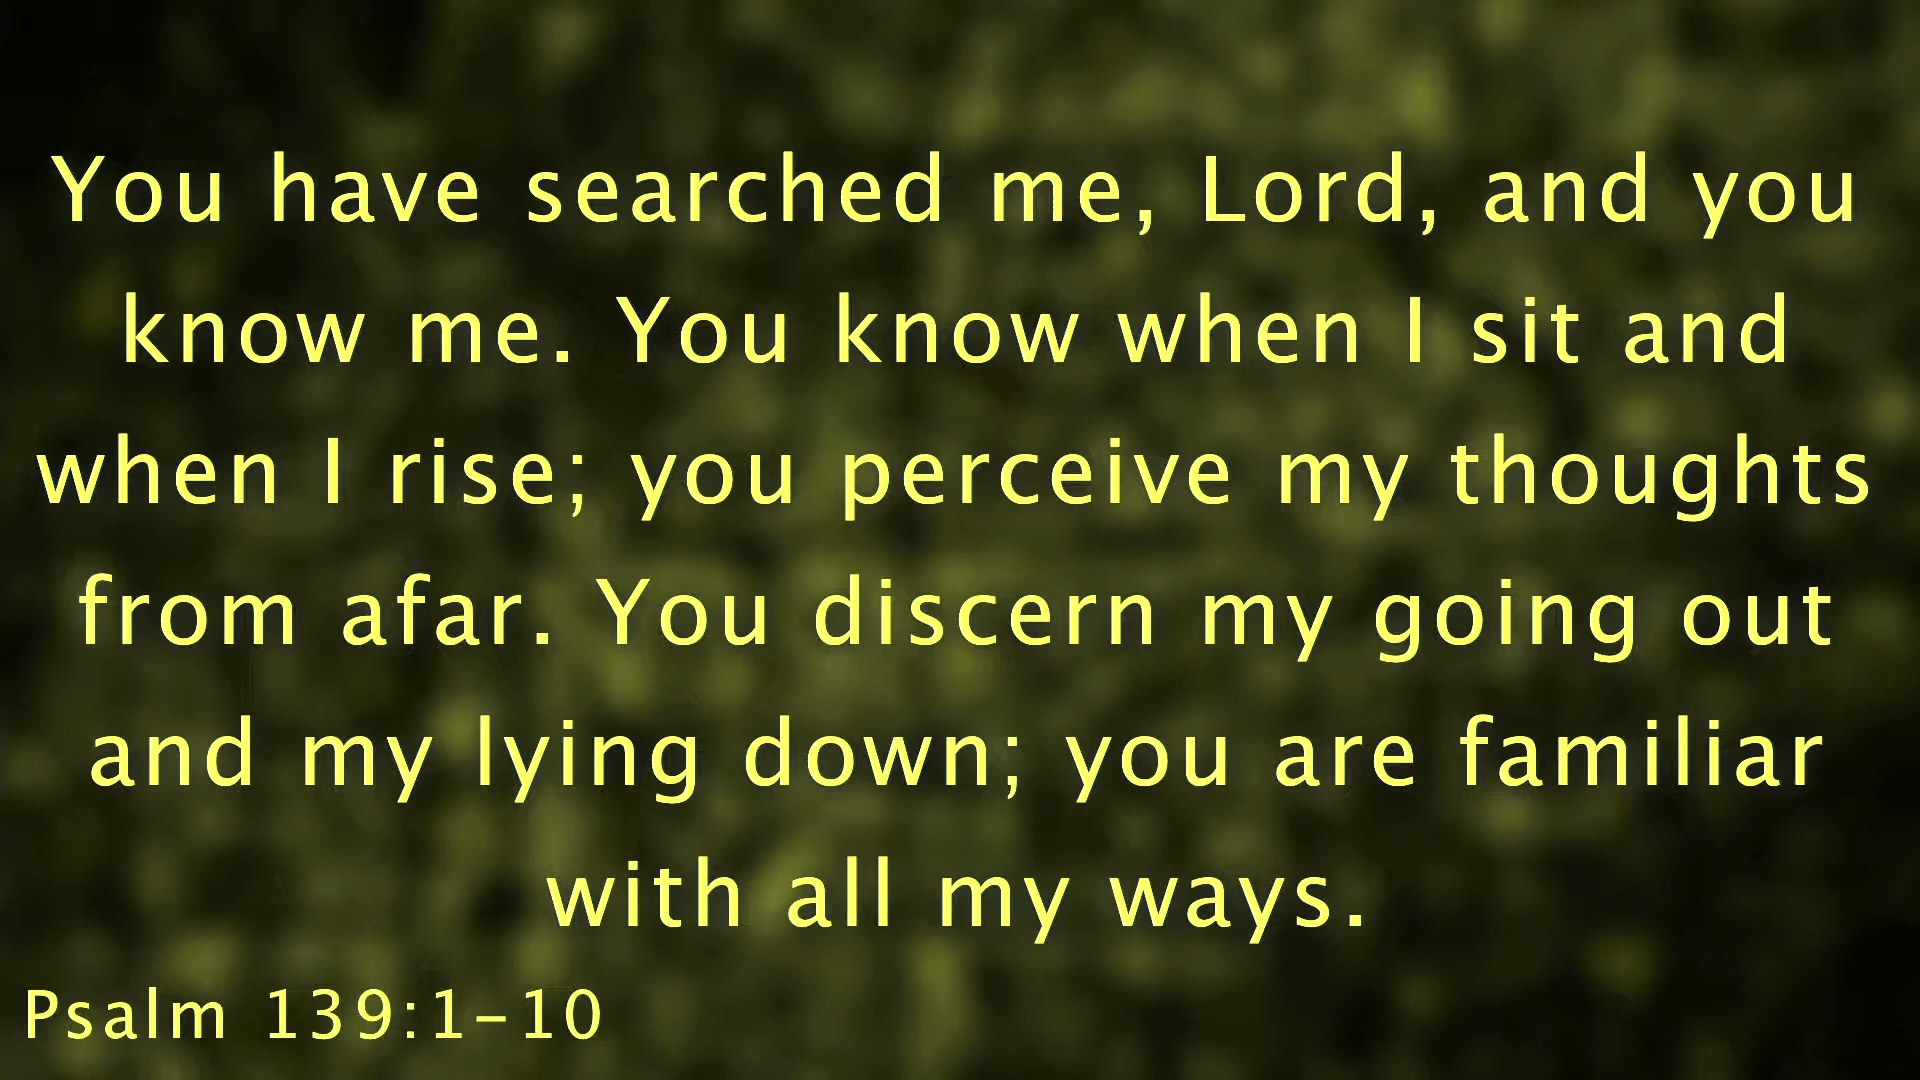 You have searched me, Lord, and you
know me. You know when I sit and
when I rise; you perceive my thoughts
from afar. You discern my going out
and my lying down; you are familiar
with all my ways.
Psalm 139:1-10